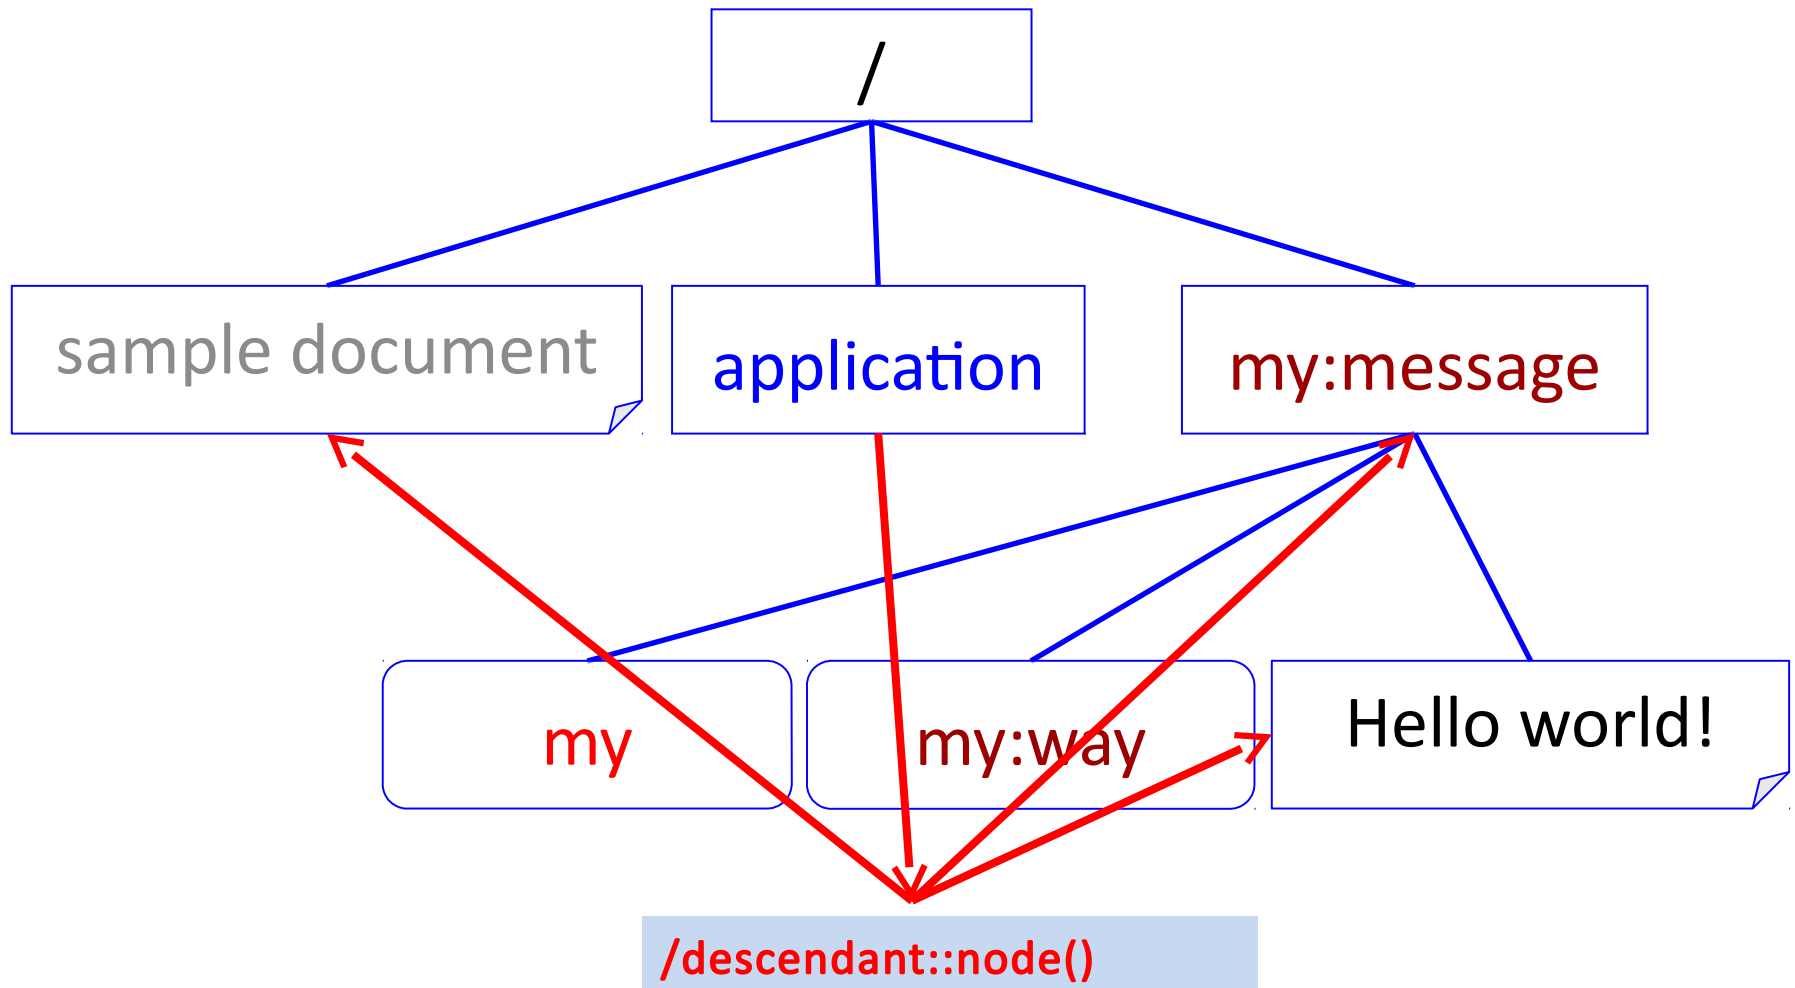 /
sample document
application
my:message
my
my:way
Hello world!
/descendant::node()